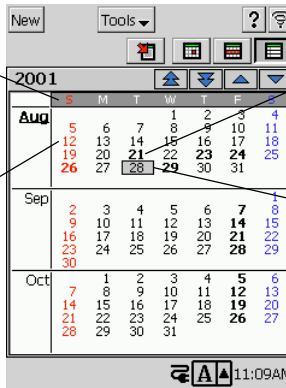 New Tools ?
2001
S M T W T F S
Aug 1 2 3 4
5 6 7 8 9 10 11
12 13 14 15 16 17 18
19 20 21 22 23 24 25
26 27 28 29 30 31
Sep 1
2 3 4 5 6 7 8
9 10 11 12 13 14 15
16 17 18 19 20 21 22
23 24 25 26 27 28 29
30
Oct 1 2 3 4 5 6
7 8 9 10 11 12 13
14 15 16 17 18 19 20
21 22 23 24 25 26 27
28 29 30 31
A 11:09AM